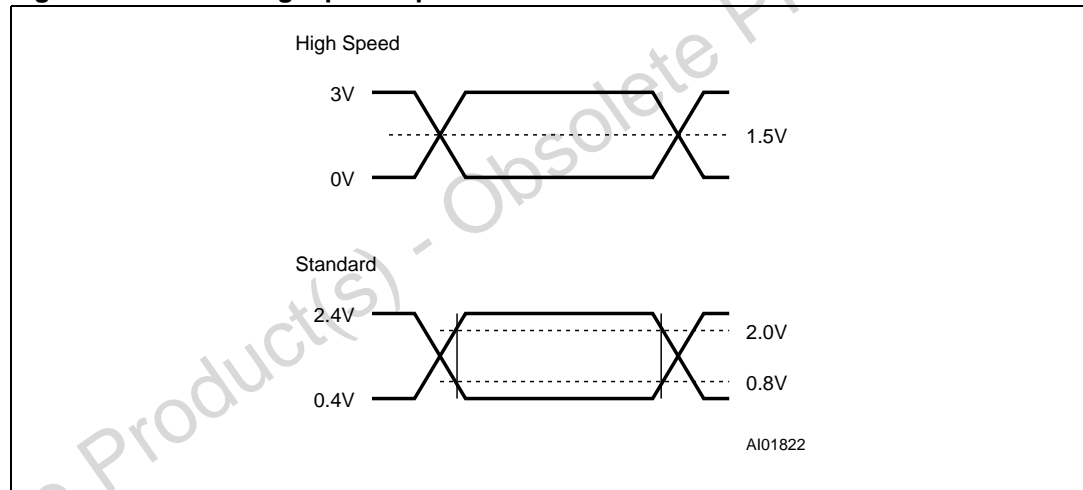 High Speed
3V
1.5V
0V
Standard
2.4V
2.0V
0.8V
0.4V
AI01822
Product(s) - Obsolete